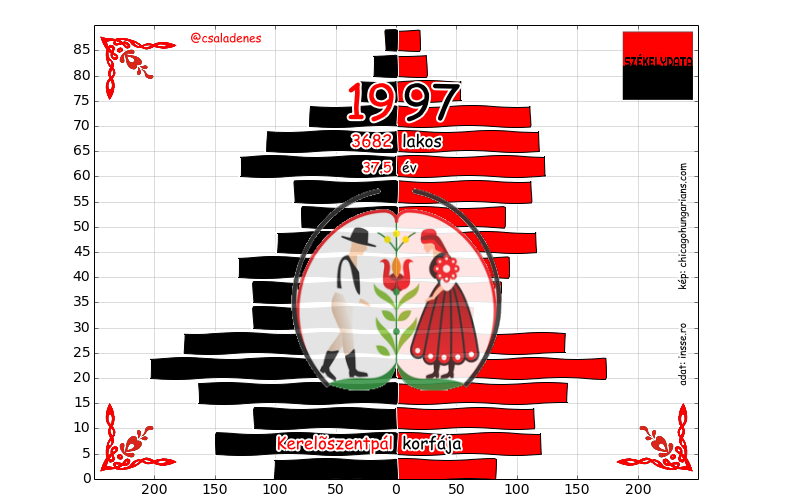 @csaladenes
SZÉKELYDATA
1997
3682 lakos
37.5 év
kép: chicagohungarians.com
adat: insse.ro
Kerelőszentpál korfája
85
80
75
70
65
60
55
50
45
40
35
30
25
20
15
10
5
0
200 150 100 50 0 50 100 150 200